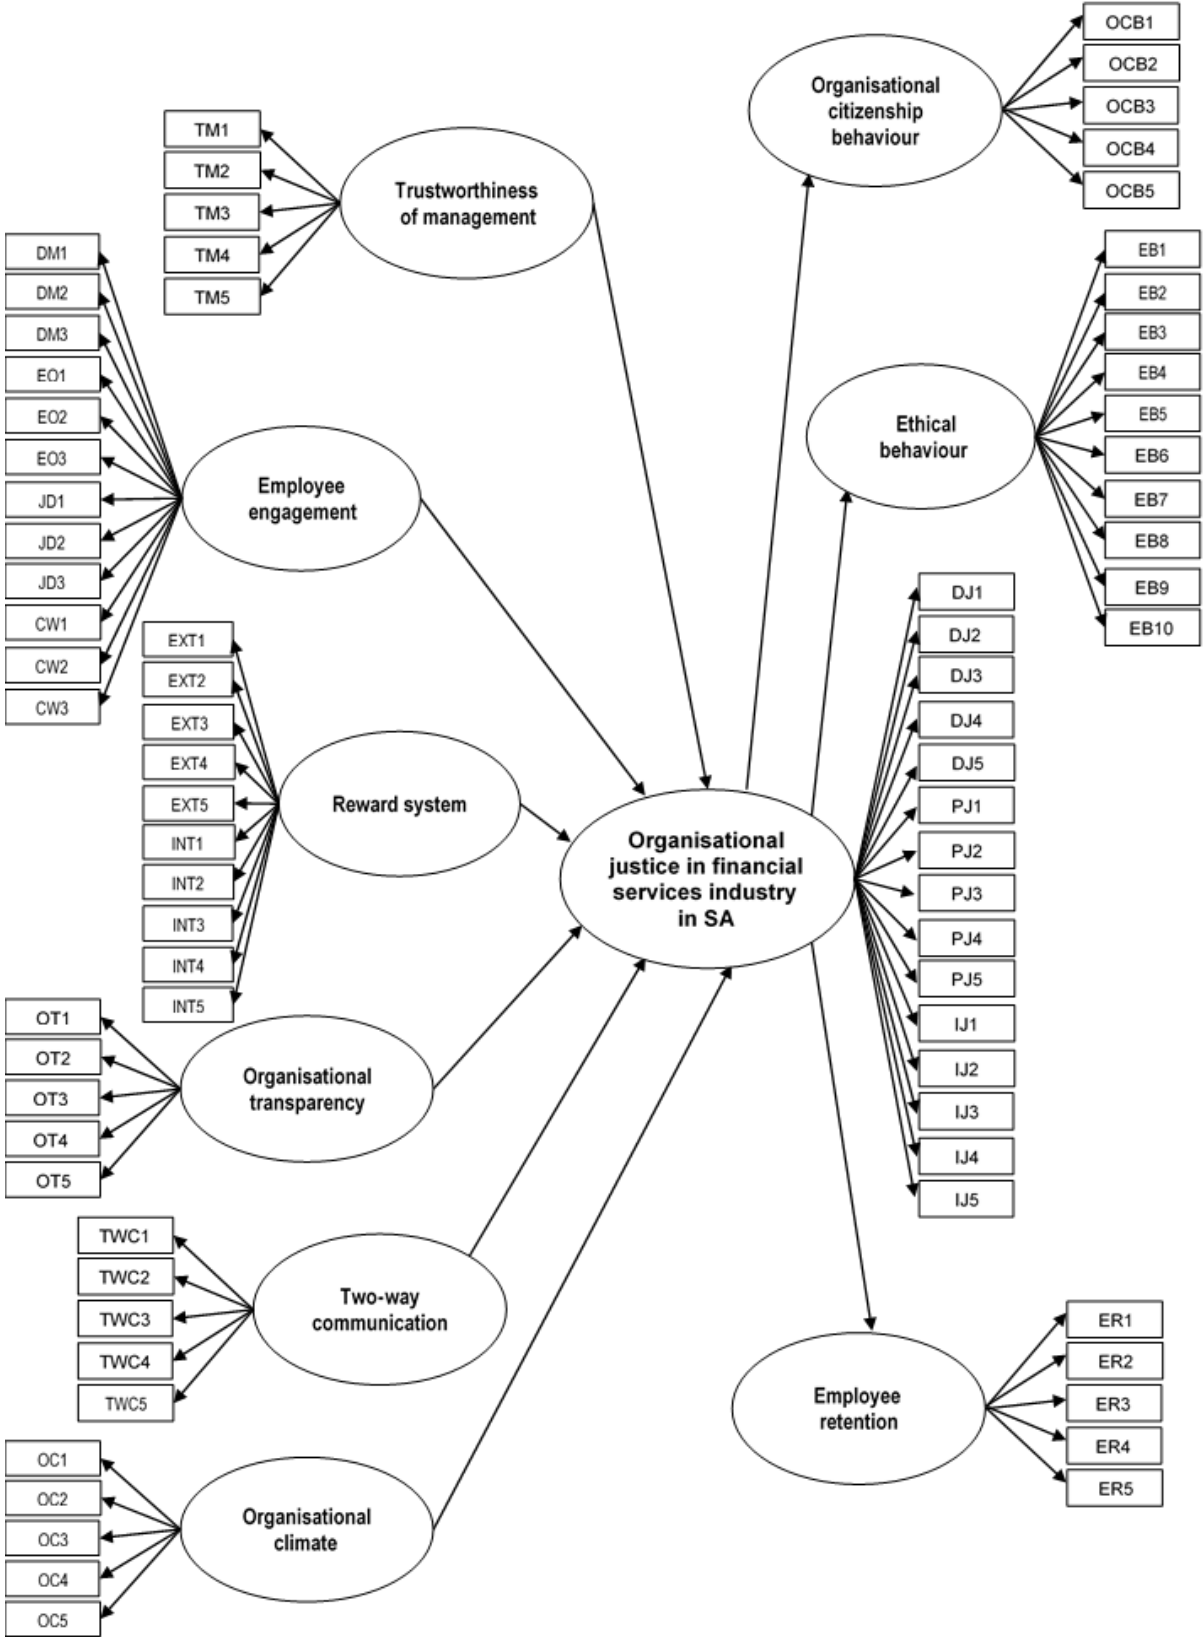 OCB1
OCB2
OCB3
OCB4
OCB5
Organisational
citizenship
behaviour
TM1
TM2
TM3
TM4
TM5
Trustworthiness
of management
DM1
DM2
DM3
EO1
EO2
EO3
JD1
JD2
JD3
CW1
CW2
CW3
Employee
engagement
EB1
EB2
EB3
EB4
EB5
EB6
EB7
EB8
EB9
EB10
Ethical
behaviour
EXT1
EXT2
EXT3
EXT4
EXT5
INT1
INT2
INT3
INT4
INT5
Reward system
Organisational
justice in financial
services industry
in SA
DJ1
DJ2
DJ3
DJ4
DJ5
PJ1
PJ2
PJ3
PJ4
PJ5
IJ1
IJ2
IJ3
IJ4
IJ5
OT1
OT2
OT3
OT4
OT5
Organisational
transparency
TWC1
TWC2
TWC3
TWC4
TWC5
Two-way
communication
Employee
retention
ER1
ER2
ER3
ER4
ER5
OC1
OC2
OC3
OC4
OC5
Organisational
climate